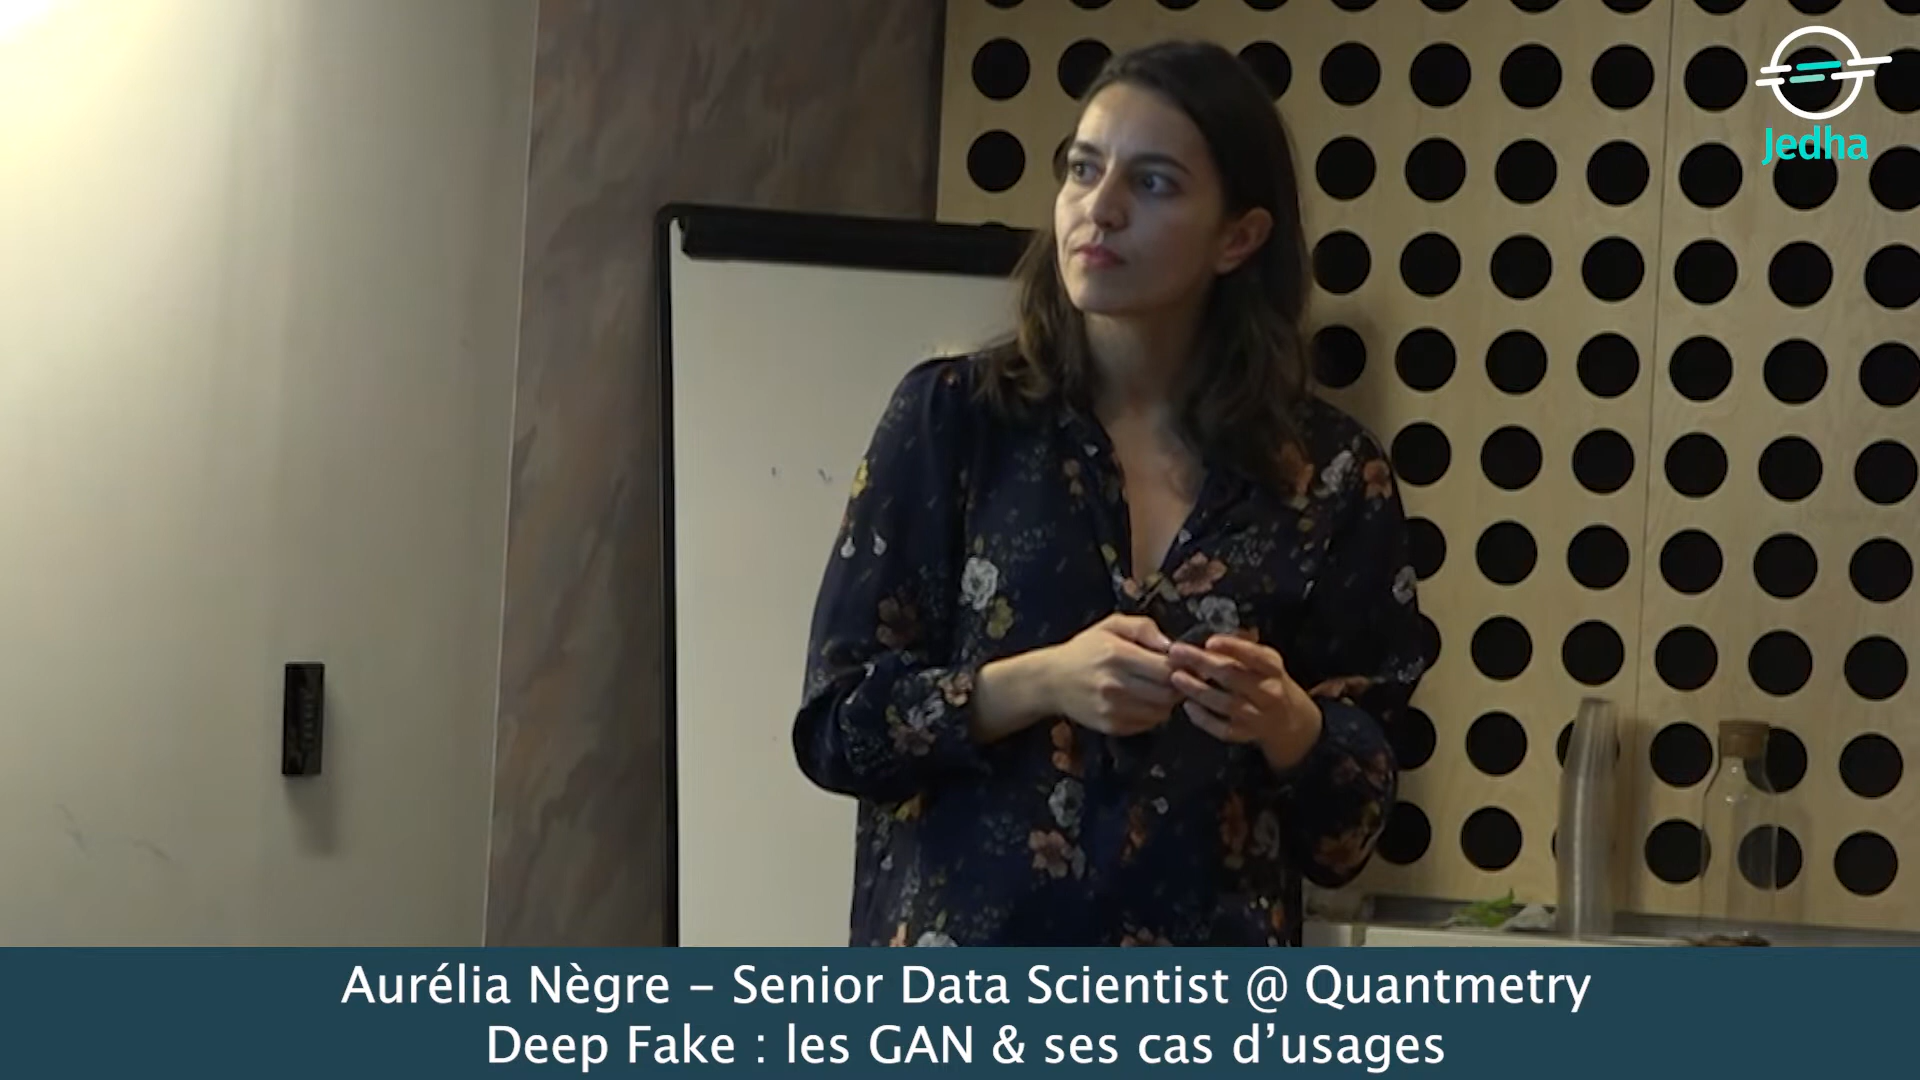 Jedha
Aurélia Nègre – Senior Data Scientist @ Quantmetry
Deep Fake : les GAN & ses cas d’usages